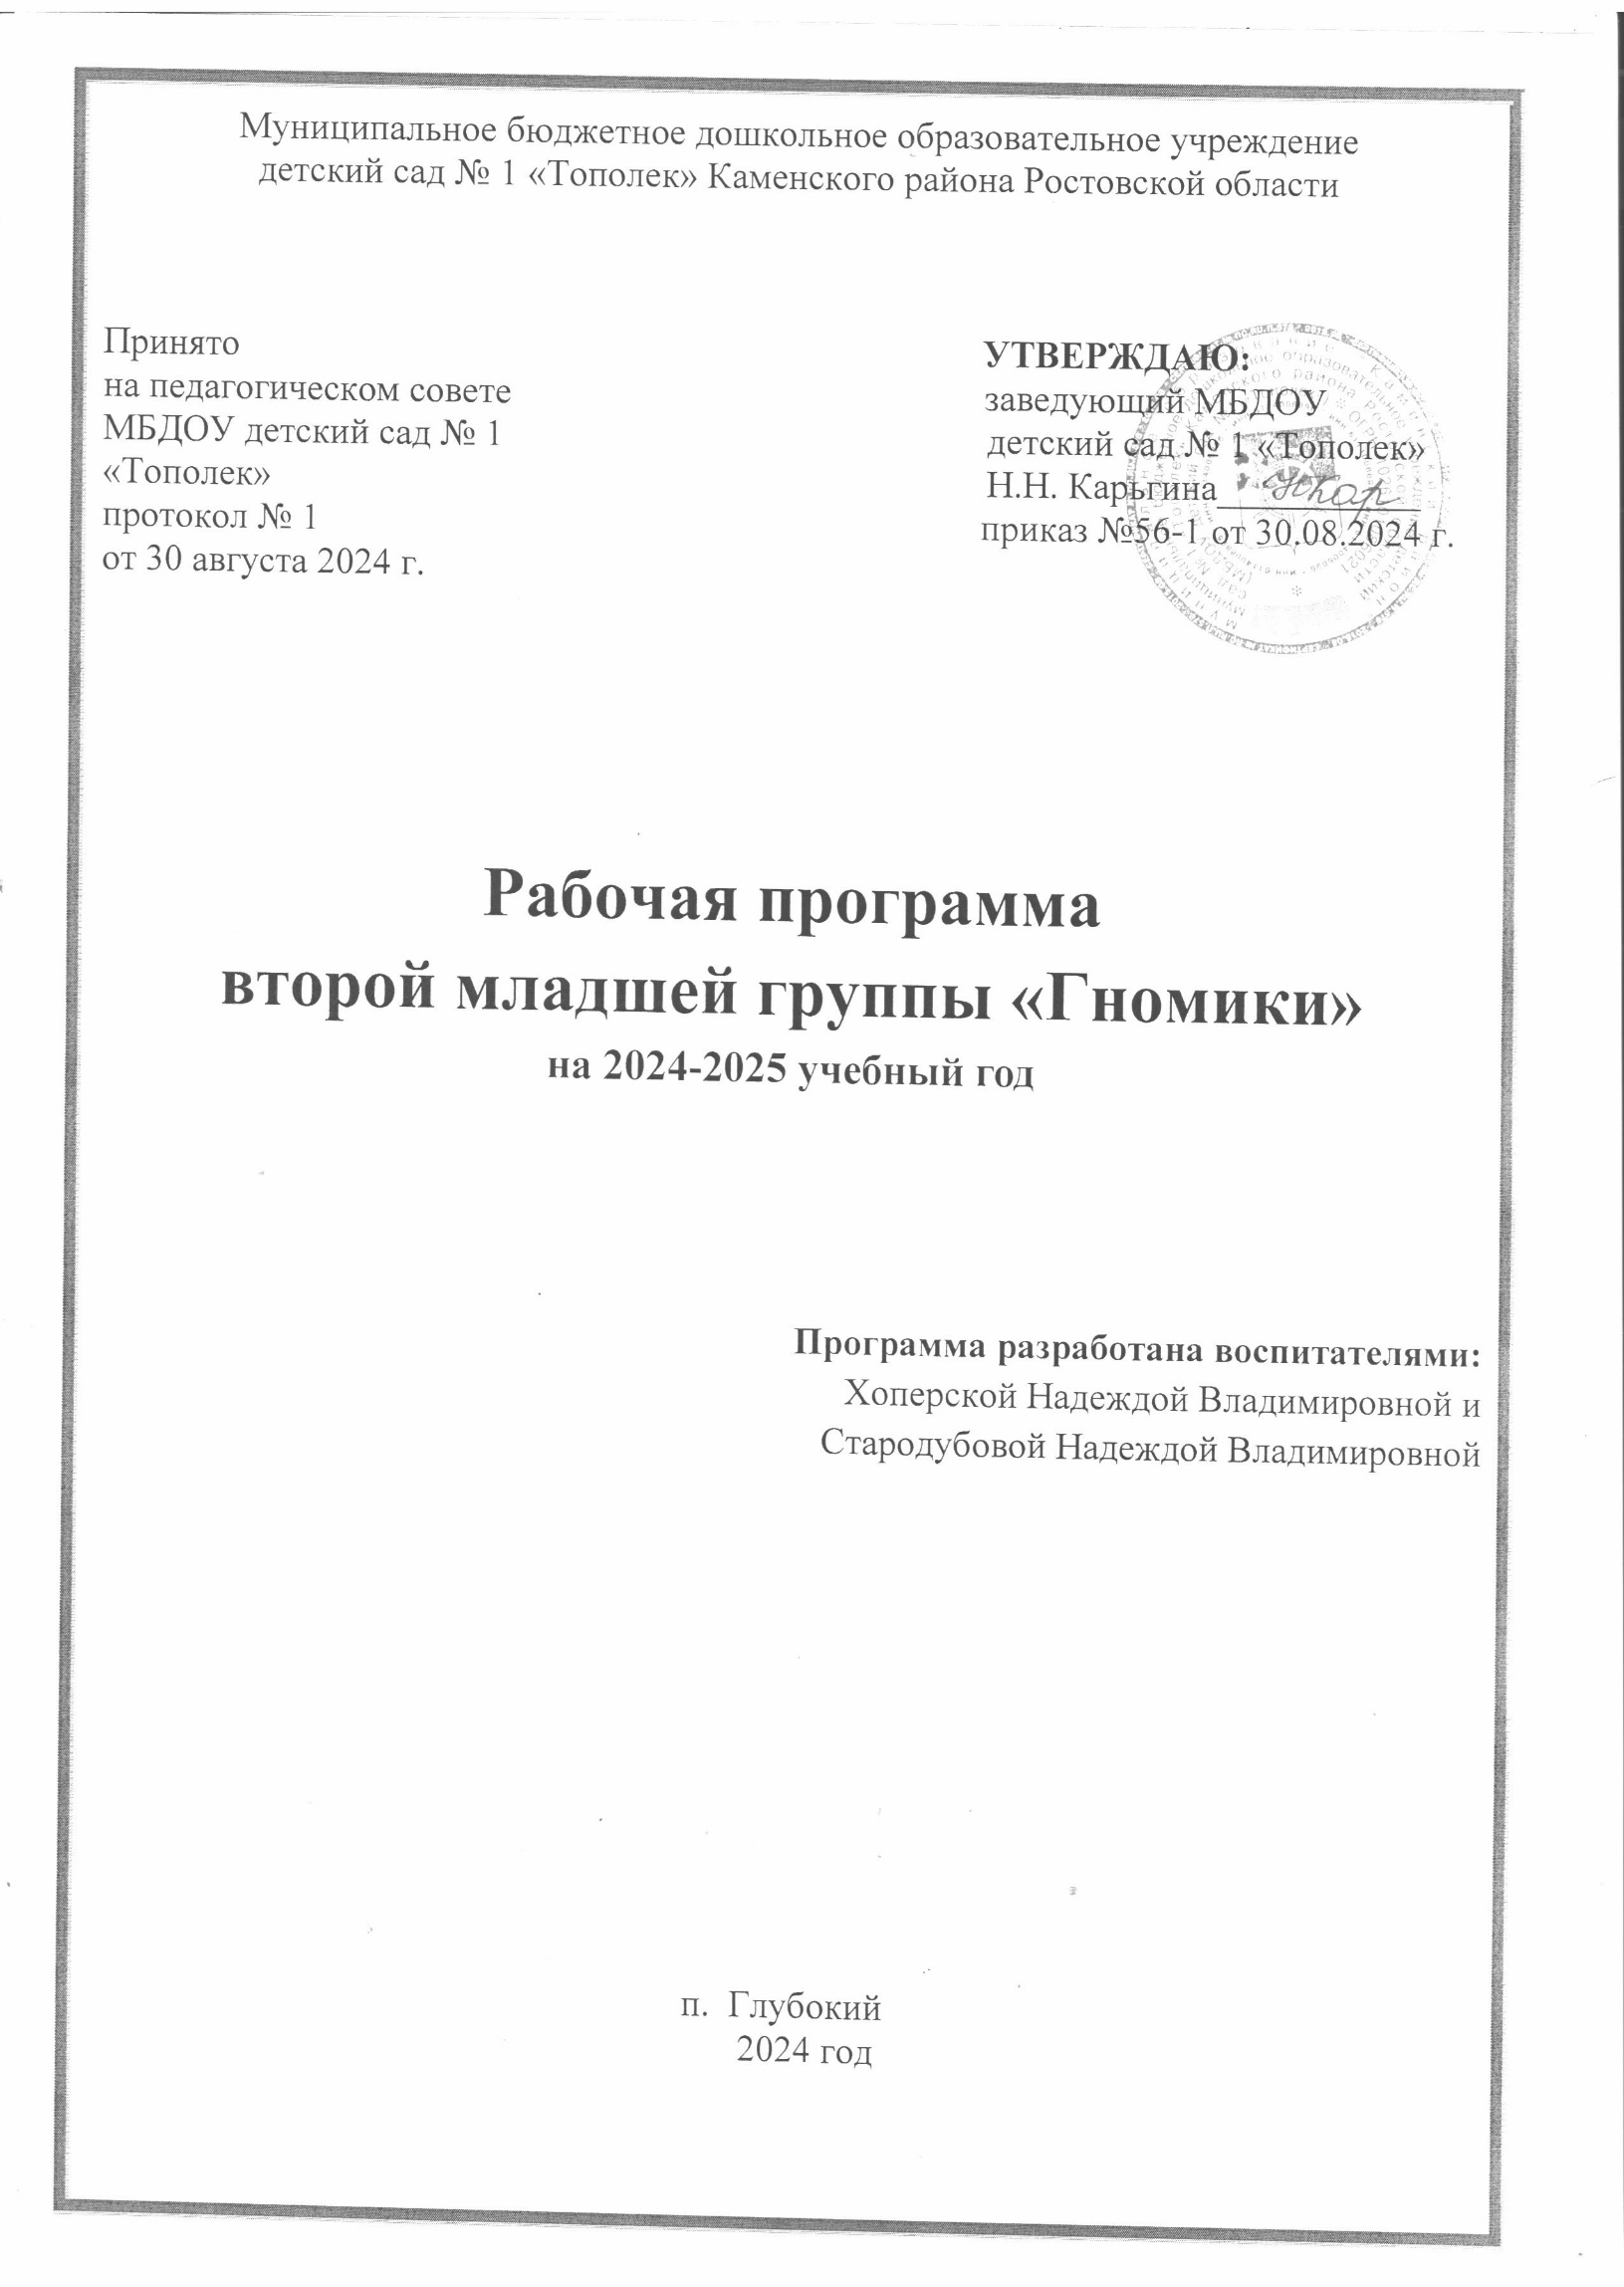 Муниципальное бюджетное дошкольное образовательное учреждение
детский сад № 1 «Тополек» Каменского района Ростовской области
Принято
на педагогическом совете
МБДОУ детский сад № 1
«Тополек»
протокол № 1
от 30 августа 2024 г.
УТВЕРЖДАЮ:
заведующий МБДОУ
детский сад № 1 «Тополек»
Н.Н. Карьгина
приказ №56-1 от 30.08.2024 г.
Рабочая программа
второй младшей группы «Гномики»
на 2024-2025 учебный год
Программа разработана воспитателями:
Хоперской Надеждой Владимировной и
Стародубовой Надеждой Владимировной
п. Глубокий
2024 год